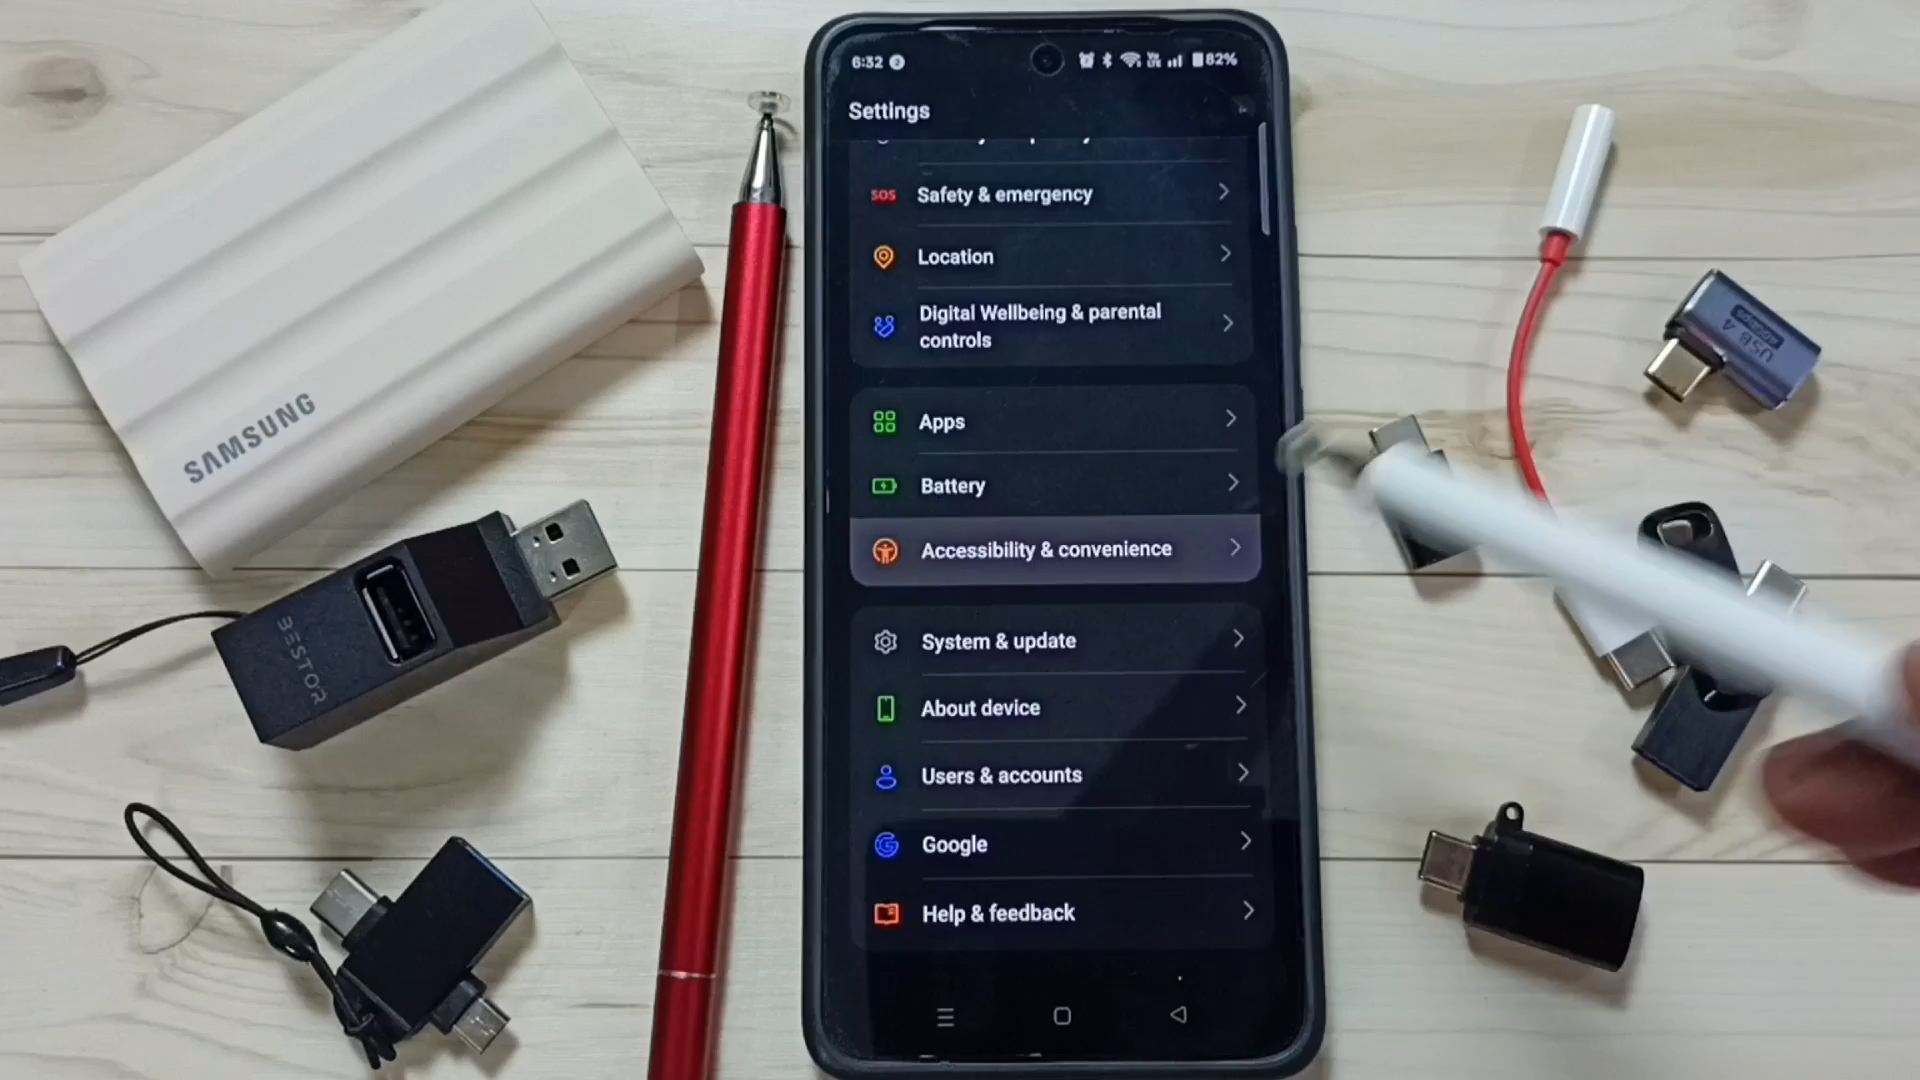 6:32
82%
Settings
SOS
Safety & emergency
Location
Digital Wellbeing & parental
controls
Apps
Battery
Accessibility & convenience
System & update
About device
Users & accounts
Google
Help & feedback
SAMSUNG
BESTOR
USB 4